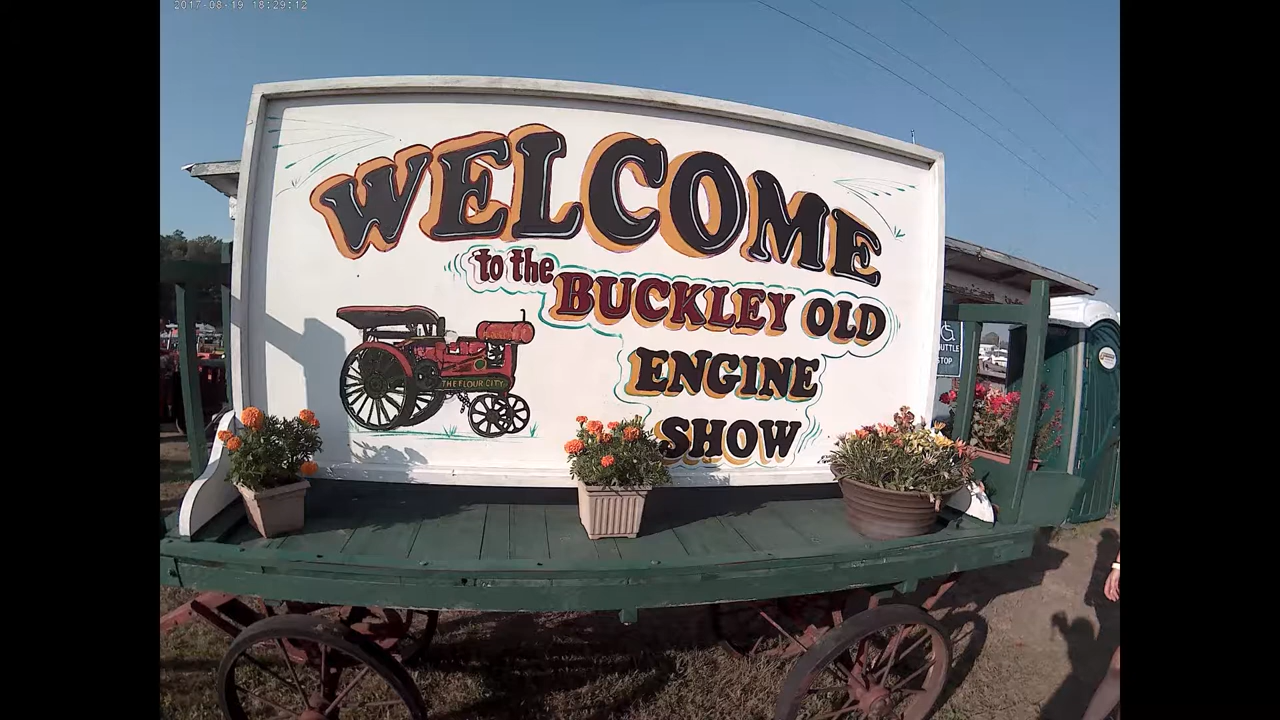 2017-08-19 18:29:12
WELCOME
to the BUCKLEY OLD
ENGINE
SHOW
THE FLOUR CITY
SHUTTLE
STOP